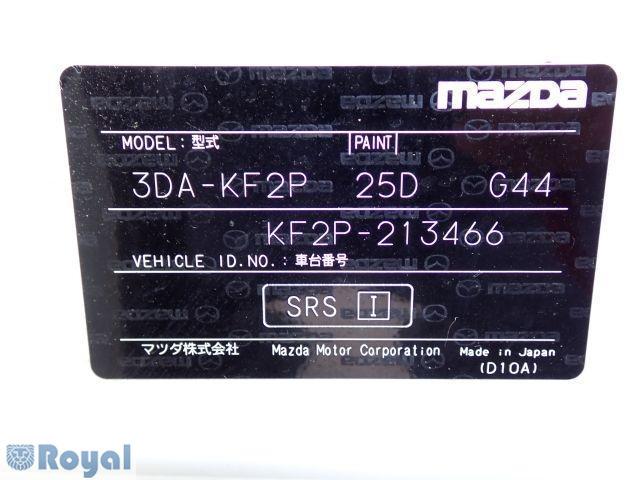 mazda
MODEL: 型式 PAINT
3DA-KF2P 25D G44
KF2P-213466
VEHICLE ID.NO.: 車台番号
SRS I
マツダ株式会社 Mazda Motor Corporation Made in Japan
(D10A)
Royal